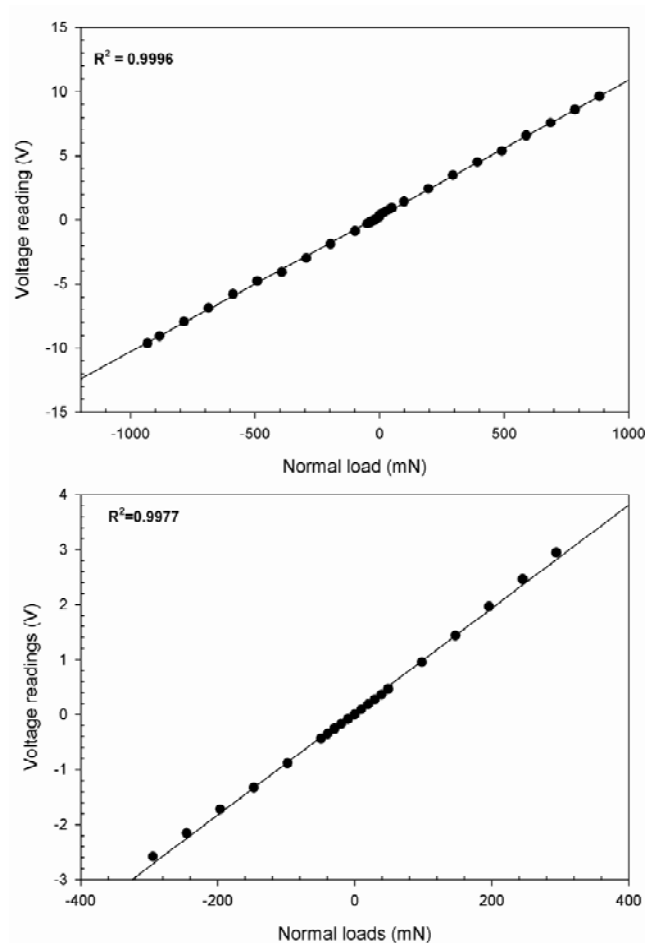 15
R² = 0.9996
10
5
0
-5
-10
-15
Voltage reading (V)
-1000 -500 0 500 1000
Normal load (mN)
4
R²=0.9977
3
2
1
0
-1
-2
-3
Voltage readings (V)
-400 -200 0 200 400
Normal loads (mN)